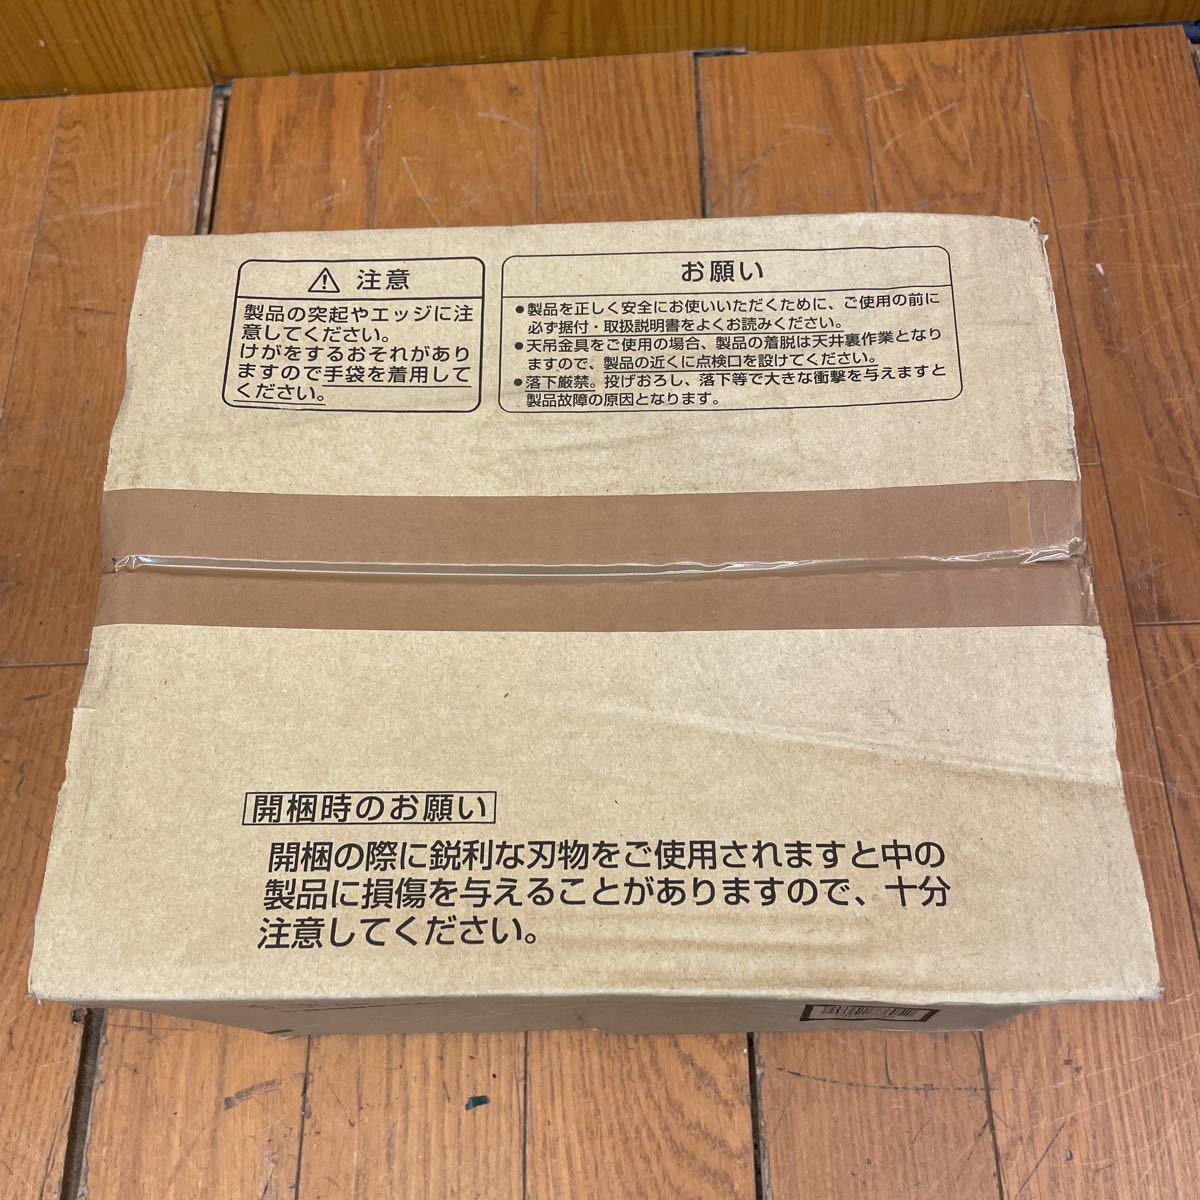 注意
製品の突起やエッジに注
意してください。
けがをするおそれがあり
ますので手袋を着用して
ください。
お願い
●製品を正しく安全にお使いいただくために、ご使用の前に
必ず据付・取扱説明書をよくお読みください。
●天吊金具をご使用の場合、製品の着脱は天井裏作業となり
ますので、製品の近くに点検口を設けてください。
●落下厳禁。投げおろし、落下等で大きな衝撃を与えますと
製品故障の原因となります。
開梱時のお願い
開梱の際に鋭利な刃物をご使用されますと中の
製品に損傷を与えることがありますので、十分
注意してください。